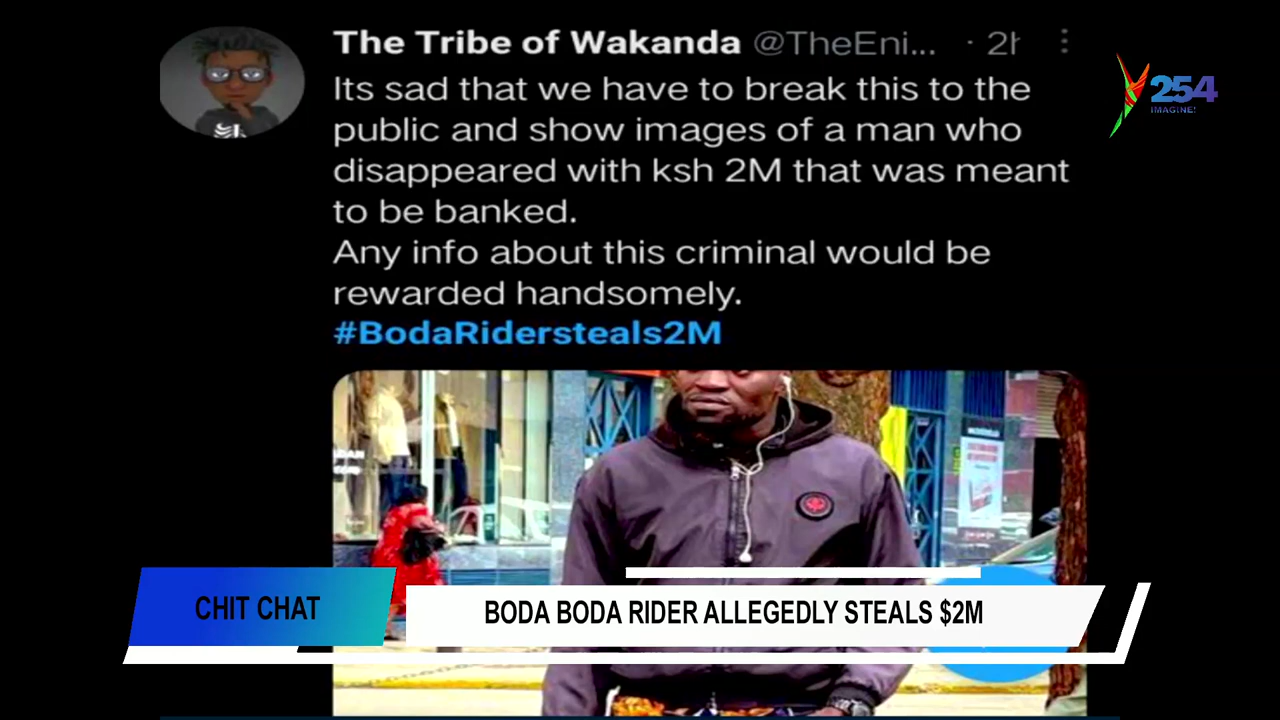 The Tribe of Wakanda @TheEni... · 2h
Its sad that we have to break this to the
public and show images of a man who
disappeared with ksh 2M that was meant
to be banked.
Any info about this criminal would be
rewarded handsomely.
#BodaRidersteals2M
Y254
IMAGINE!
CHIT CHAT
BODA BODA RIDER ALLEGEDLY STEALS $2M